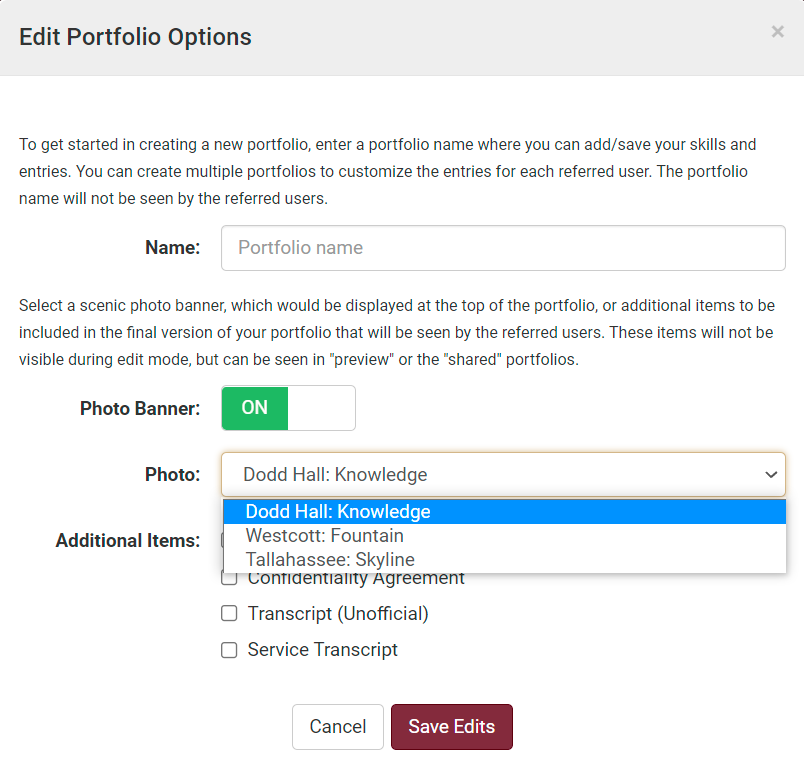 Edit Portfolio Options
×
To get started in creating a new portfolio, enter a portfolio name where you can add/save your skills and
entries. You can create multiple portfolios to customize the entries for each referred user. The portfolio
name will not be seen by the referred users.
Name: Portfolio name
Select a scenic photo banner, which would be displayed at the top of the portfolio, or additional items to be
included in the final version of your portfolio that will be seen by the referred users. These items will not be
visible during edit mode, but can be seen in "preview" or the "shared" portfolios.
Photo Banner: ON
Photo: Dodd Hall: Knowledge
Dodd Hall: Knowledge
Westcott: Fountain
Additional Items:
Tallahassee: Skyline
Confidentiality Agreement
Transcript (Unofficial)
Service Transcript
Cancel Save Edits